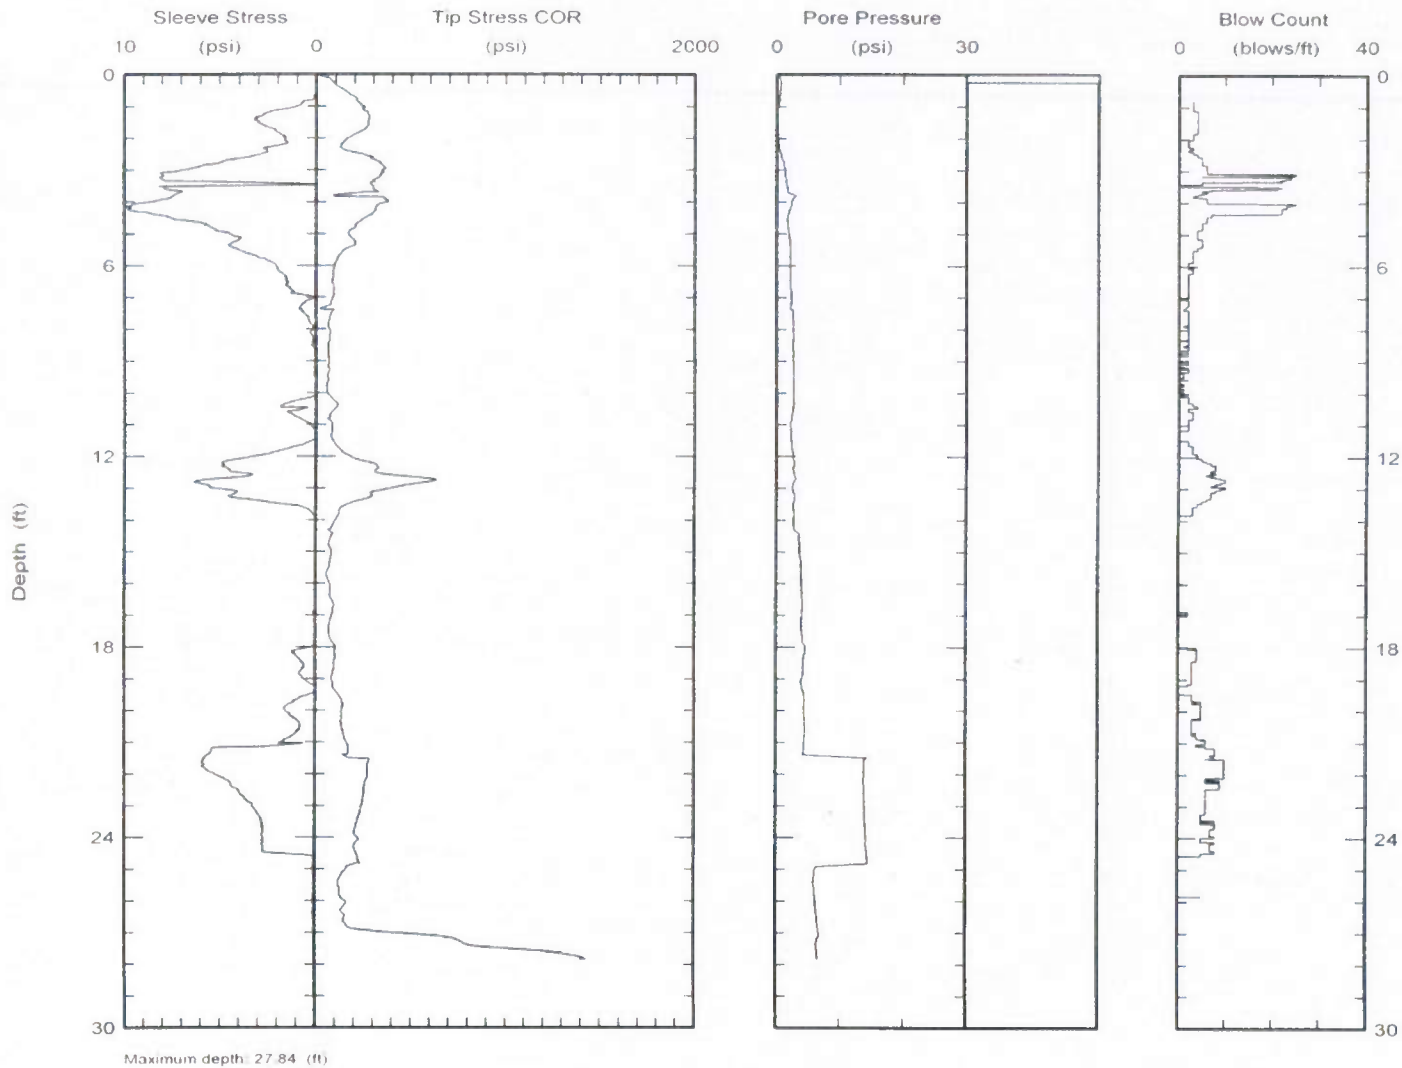 Sleeve Stress Tip Stress COR Pore Pressure Blow Count
10 (psi) 0 (psi) 2000 0 (psi) 30 0 (blows/ft) 40
0 0
6 6
12 12
Depth (ft)
18 18
24 24
30 30
Maximum depth: 27.84 (ft)